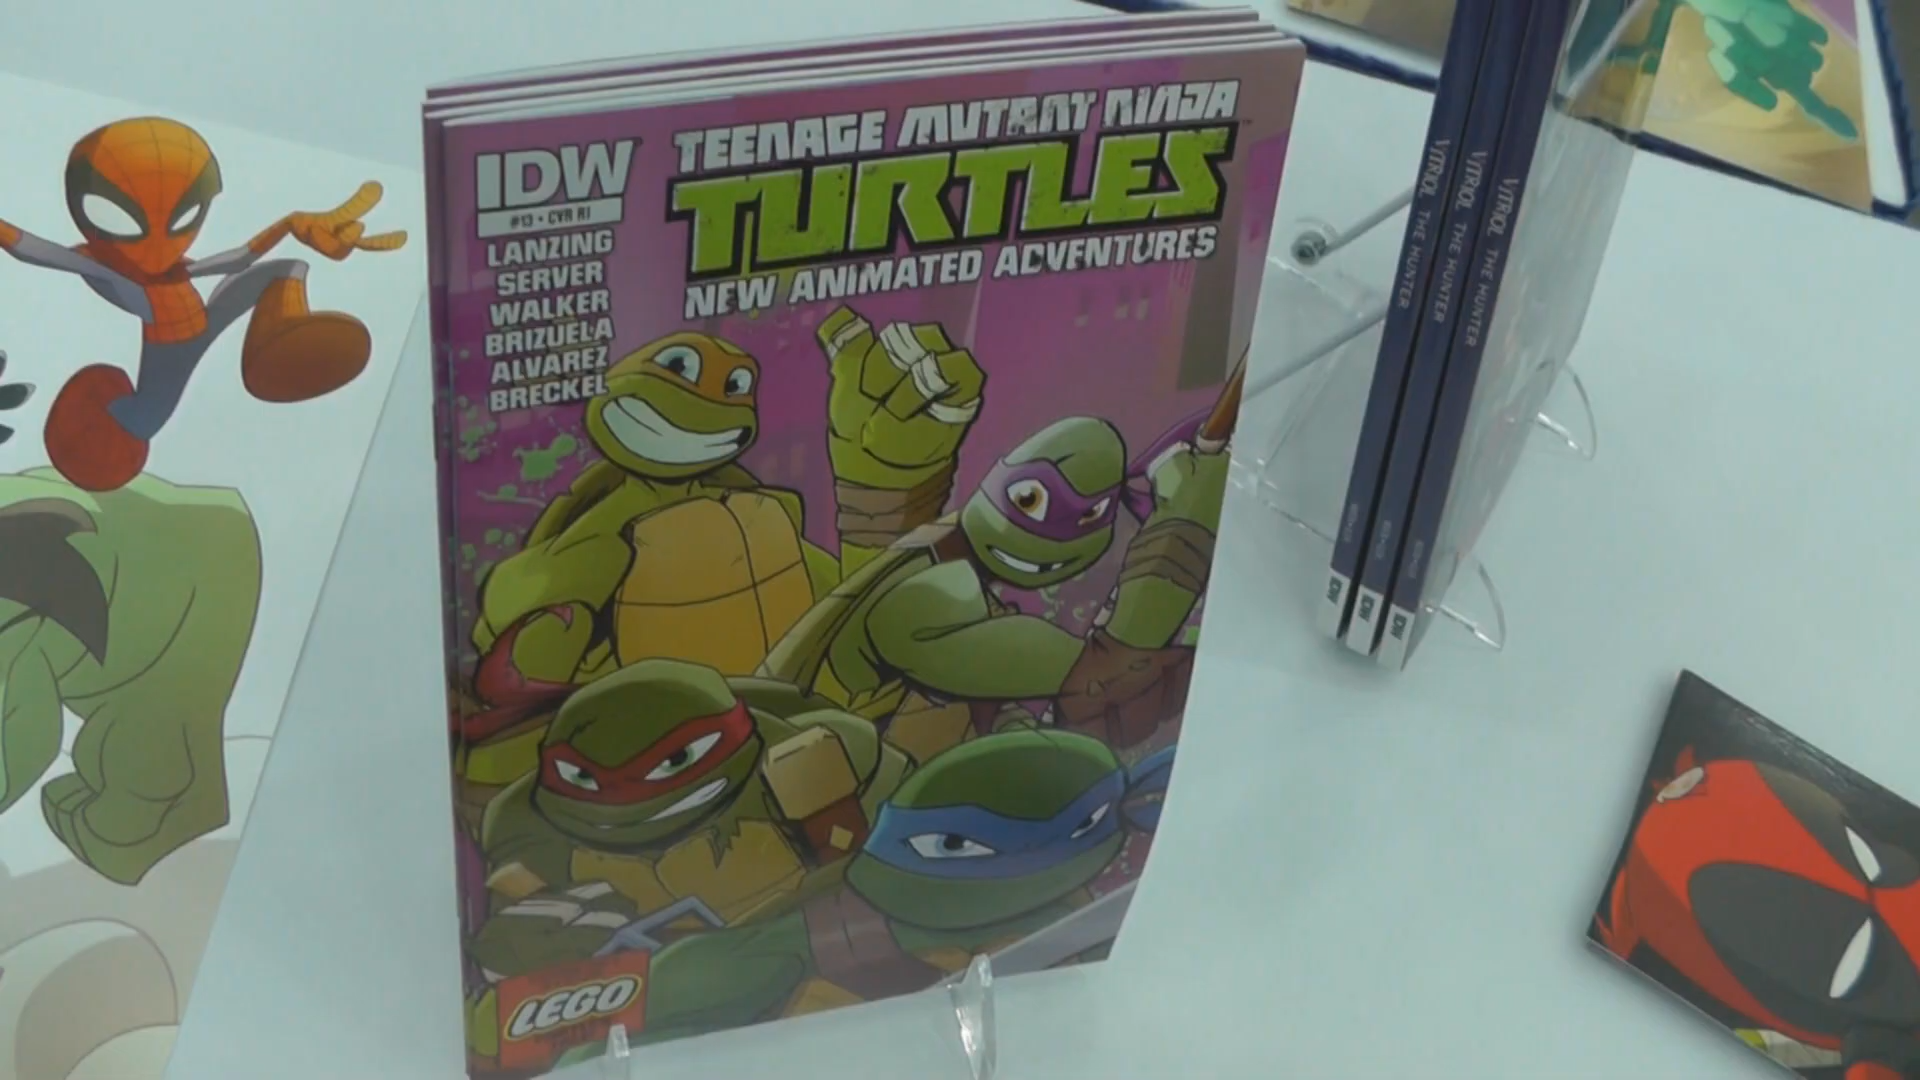 IDW
#13 • CVR RI
LANZING
SERVER
WALKER
BRIZUELA
ALVAREZ
BRECKEL
TEENAGE MUTANT NINJA
TURTLES
NEW ANIMATED ADVENTURES
LEGO
VITRIOL THE HUNTER
IDW
VITRIOL THE HUNTER
IDW
VITRIOL THE HUNTER
IDW